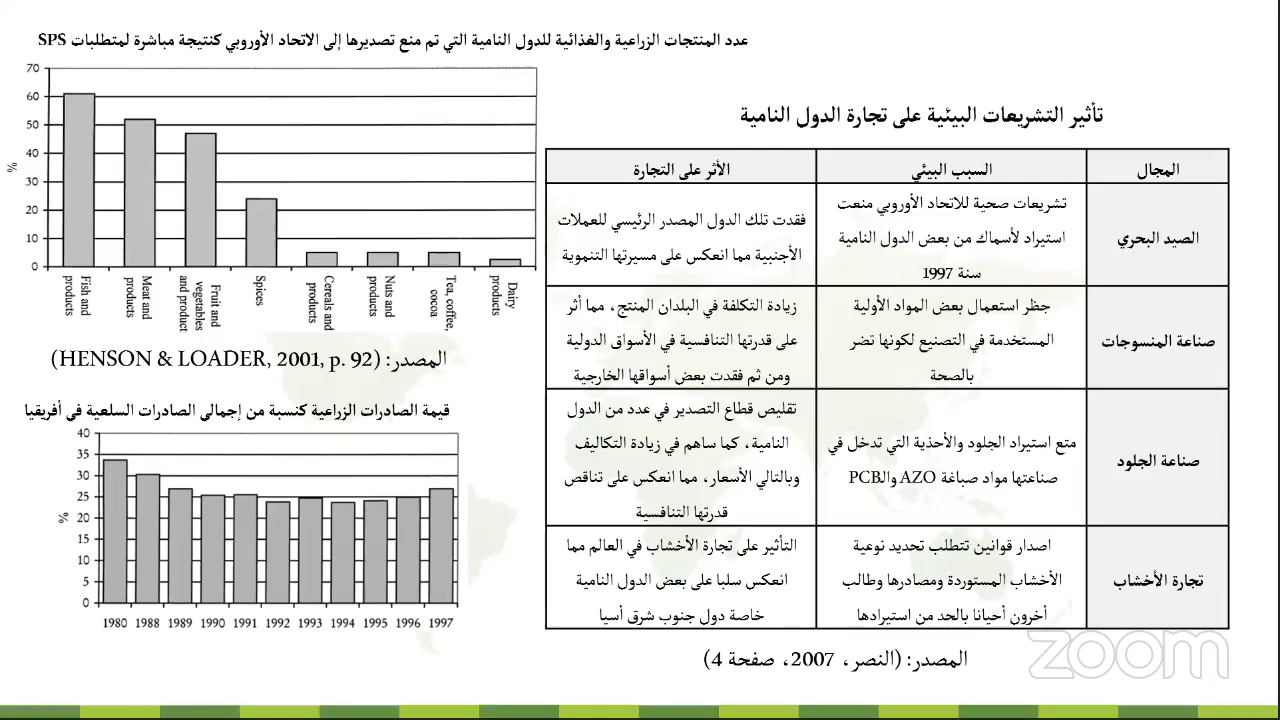 عدد المنتجات الزراعية والغذائية للدول النامية التي تم منع تصديرها إلى الاتحاد الأوروبي كنتيجة مباشرة لمتطلبات SPS
70
60
50
40
30
20
10
0
%
Fish and products
Meat and products
Fruit and vegetables and product
Spices
Cereals and products
Nuts and products
Tea, coffee, cocoa
Dairy products
المصدر: (HENSON & LOADER, 2001, p. 92)
قيمة الصادرات الزراعية كنسبة من إجمالي الصادرات السلعية في أفريقيا
40
35
30
25
20
15
10
5
0
%
1980 1988 1989 1990 1991 1992 1993 1994 1995 1996 1997
تأثير التشريعات البيئية على تجارة الدول النامية
المجال
السبب البيئي
الأثر على التجارة
الصيد البحري
تشريعات صحية للاتحاد الأوروبي منعت
استيراد لأسماك من بعض الدول النامية
سنة 1997
فقدت تلك الدول المصدر الرئيسي للعملات
الأجنبية مما انعكس على مسيرتها التنموية
صناعة المنسوجات
جظر استعمال بعض المواد الأولية
المستخدمة في التصنيع لكونها تضر
بالصحة
زيادة التكلفة في البلدان المنتج، مما أثر
على قدرتها التنافسية في الأسواق الدولية
ومن ثم فقدت بعض أسواقها الخارجية
صناعة الجلود
متع استيراد الجلود والأحذية التي تدخل في
صناعتها مواد صباغة AZO والـPCB
تقليص قطاع التصدير في عدد من الدول
النامية، كما ساهم في زيادة التكاليف
وبالتالي الأسعار، مما انعكس على تناقص
قدرتها التنافسية
تجارة الأخشاب
اصدار قوانين تتطلب تحديد نوعية
الأخشاب المستوردة ومصادرها وطالب
أخرون أحيانا بالحد من استيرادها
التأثير على تجارة الأخشاب في العالم مما
انعكس سلبا على بعض الدول النامية
خاصة دول جنوب شرق أسيا
المصدر: (النصر، 2007، صفحة 4)
zoom